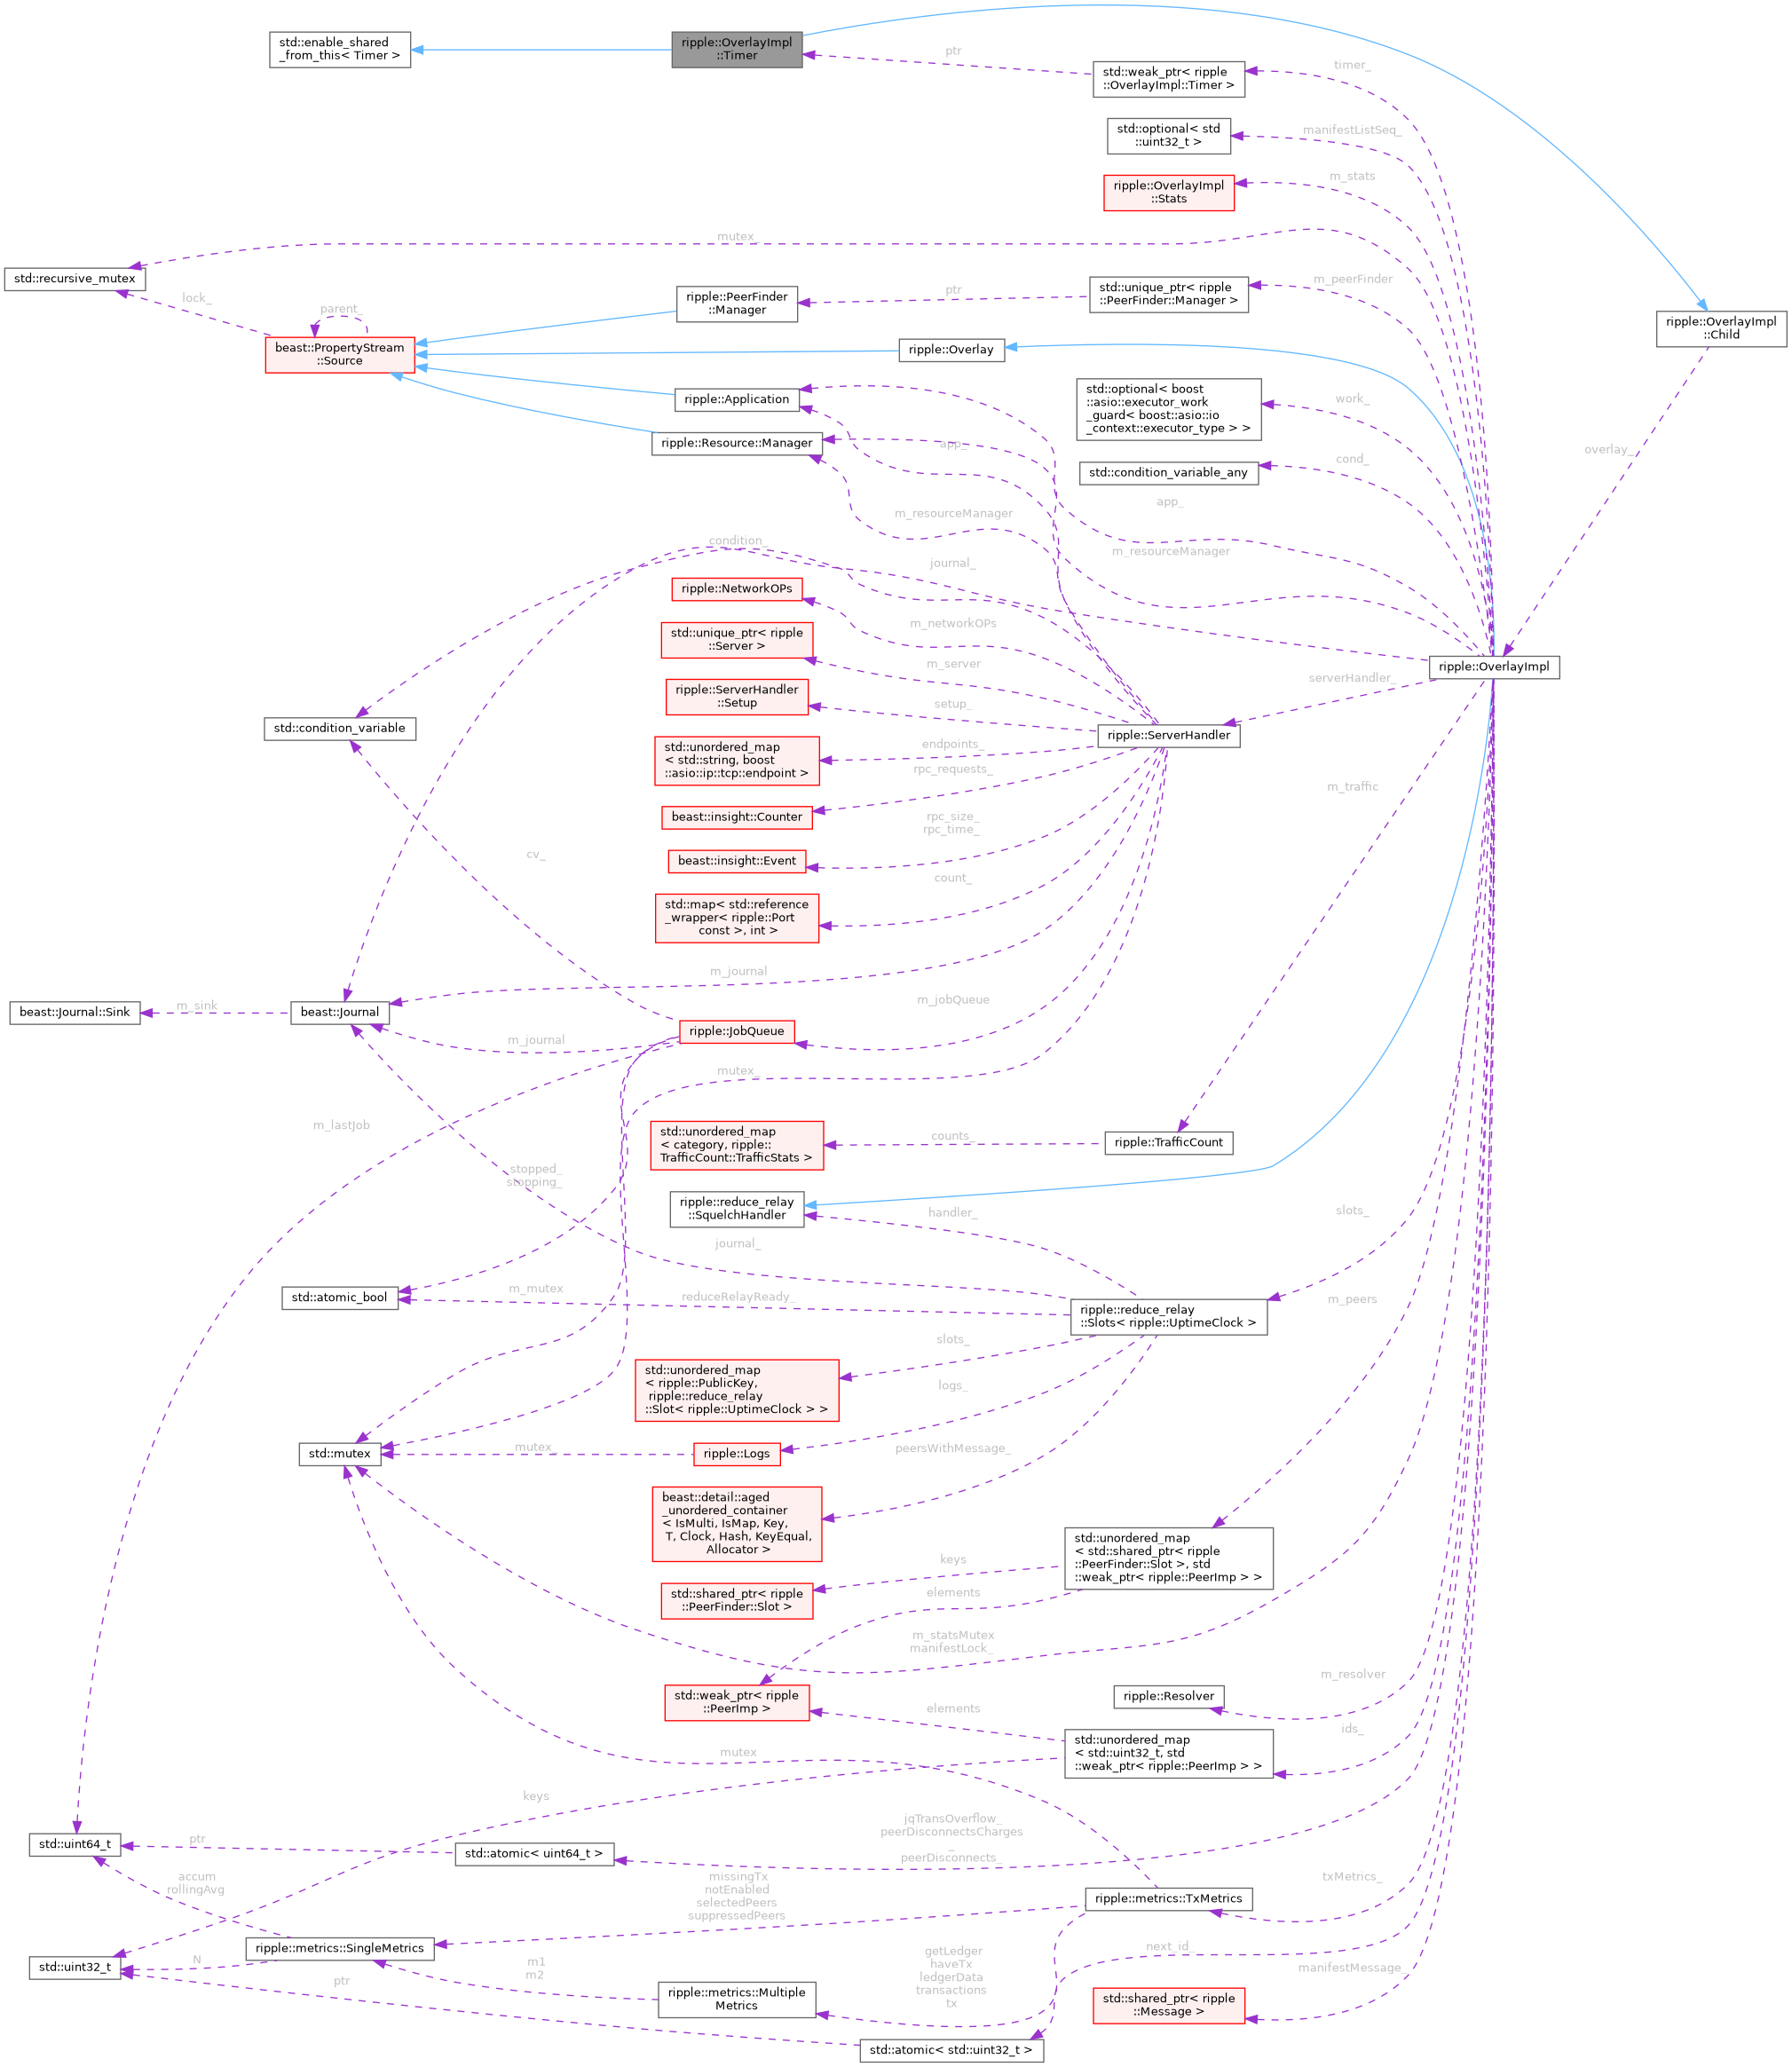 std::enable_shared
_from_this< Timer >
ripple::OverlayImpl
::Timer
ptr
std::weak_ptr< ripple
::OverlayImpl::Timer >
timer_
std::optional< std
::uint32_t >
manifestListSeq_
ripple::OverlayImpl
::Stats
m_stats
mutex_
std::recursive_mutex
lock_
parent_
beast::PropertyStream
::Source
ripple::PeerFinder
::Manager
ptr
std::unique_ptr< ripple
::PeerFinder::Manager >
m_peerFinder
ripple::OverlayImpl
::Child
ripple::Overlay
ripple::Application
ripple::Resource::Manager
std::optional< boost
::asio::executor_work
_guard< boost::asio::io
_context::executor_type > >
work_
app_
std::condition_variable_any
cond_
overlay_
app_
m_resourceManager
m_resourceManager
condition_
journal_
ripple::NetworkOPs
m_networkOPs
std::unique_ptr< ripple
::Server >
m_server
ripple::OverlayImpl
serverHandler_
ripple::ServerHandler
::Setup
setup_
std::condition_variable
ripple::ServerHandler
std::unordered_map
< std::string, boost
::asio::ip::tcp::endpoint >
endpoints_
rpc_requests_
m_traffic
beast::insight::Counter
rpc_size_
rpc_time_
cv_
beast::insight::Event
count_
std::map< std::reference
_wrapper< ripple::Port
const >, int >
m_journal
beast::Journal::Sink
m_sink
beast::Journal
m_jobQueue
ripple::JobQueue
m_journal
mutex_
m_lastJob
std::unordered_map
< category, ripple::
TrafficCount::TrafficStats >
counts_
ripple::TrafficCount
stopped_
stopping_
ripple::reduce_relay
::SquelchHandler
handler_
slots_
journal_
std::atomic_bool
m_mutex
reduceRelayReady_
ripple::reduce_relay
::Slots< ripple::UptimeClock >
m_peers
slots_
std::unordered_map
< ripple::PublicKey,
ripple::reduce_relay
::Slot< ripple::UptimeClock > >
logs_
std::mutex
mutex_
ripple::Logs
peersWithMessage_
beast::detail::aged
_unordered_container
< IsMulti, IsMap, Key,
T, Clock, Hash, KeyEqual,
Allocator >
std::unordered_map
< std::shared_ptr< ripple
::PeerFinder::Slot >, std
::weak_ptr< ripple::PeerImp > >
keys
elements
std::shared_ptr< ripple
::PeerFinder::Slot >
m_statsMutex
manifestLock_
m_resolver
std::weak_ptr< ripple
::PeerImp >
ripple::Resolver
elements
ids_
std::unordered_map
< std::uint32_t, std
::weak_ptr< ripple::PeerImp > >
mutex
keys
jqTransOverflow_
peerDisconnectsCharges
_
peerDisconnects_
std::uint64_t
ptr
std::atomic< uint64_t >
accum
rollingAvg
missingTx
notEnabled
selectedPeers
suppressedPeers
ripple::metrics::TxMetrics
txMetrics_
ripple::metrics::SingleMetrics
std::uint32_t
N
m1
m2
ptr
getLedger
haveTx
ledgerData
transactions
tx
next_id_
manifestMessage_
ripple::metrics::Multiple
Metrics
std::shared_ptr< ripple
::Message >
std::atomic< std::uint32_t >